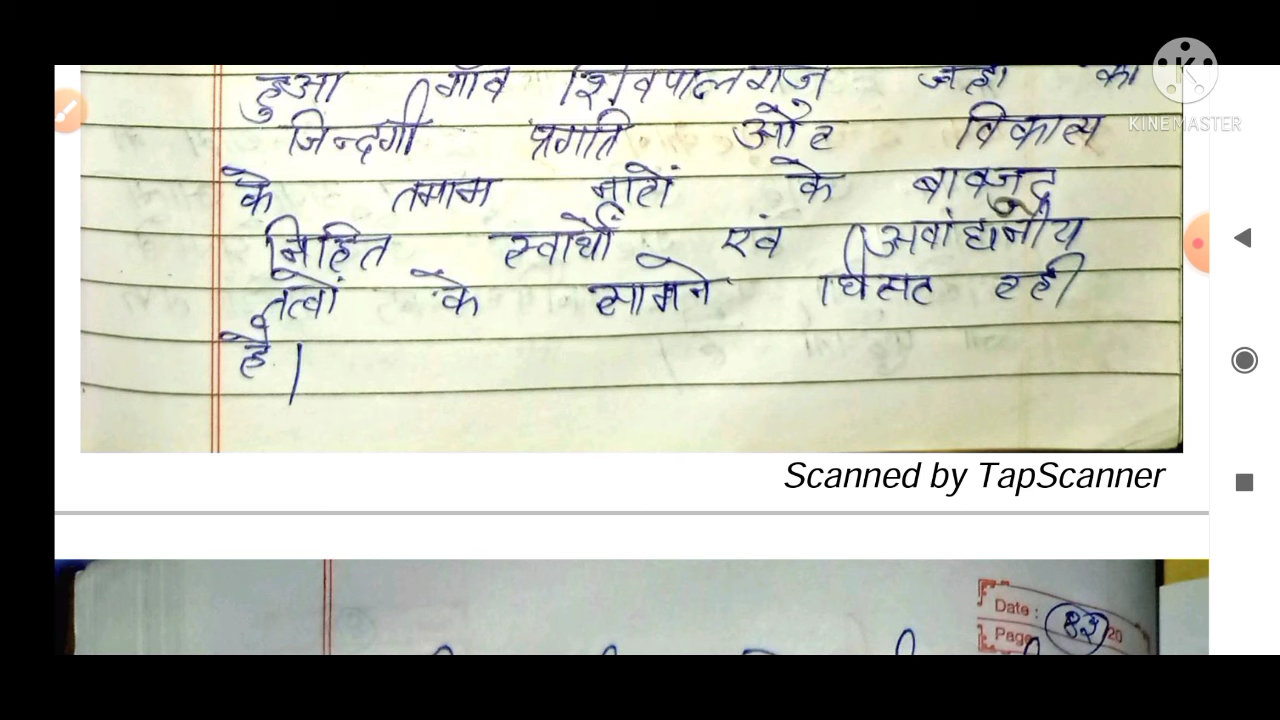 हुआ गाँव शिवपालगंज जहाँ की
KINEMASTER
जिन्दगी प्रगति और विकास
के तमाम नारों के बावजुद
निहित स्वार्थों एवं अवांछनीय
तत्वों के सामने घिसट रही
है।
Scanned by TapScanner
Date :
Page 20